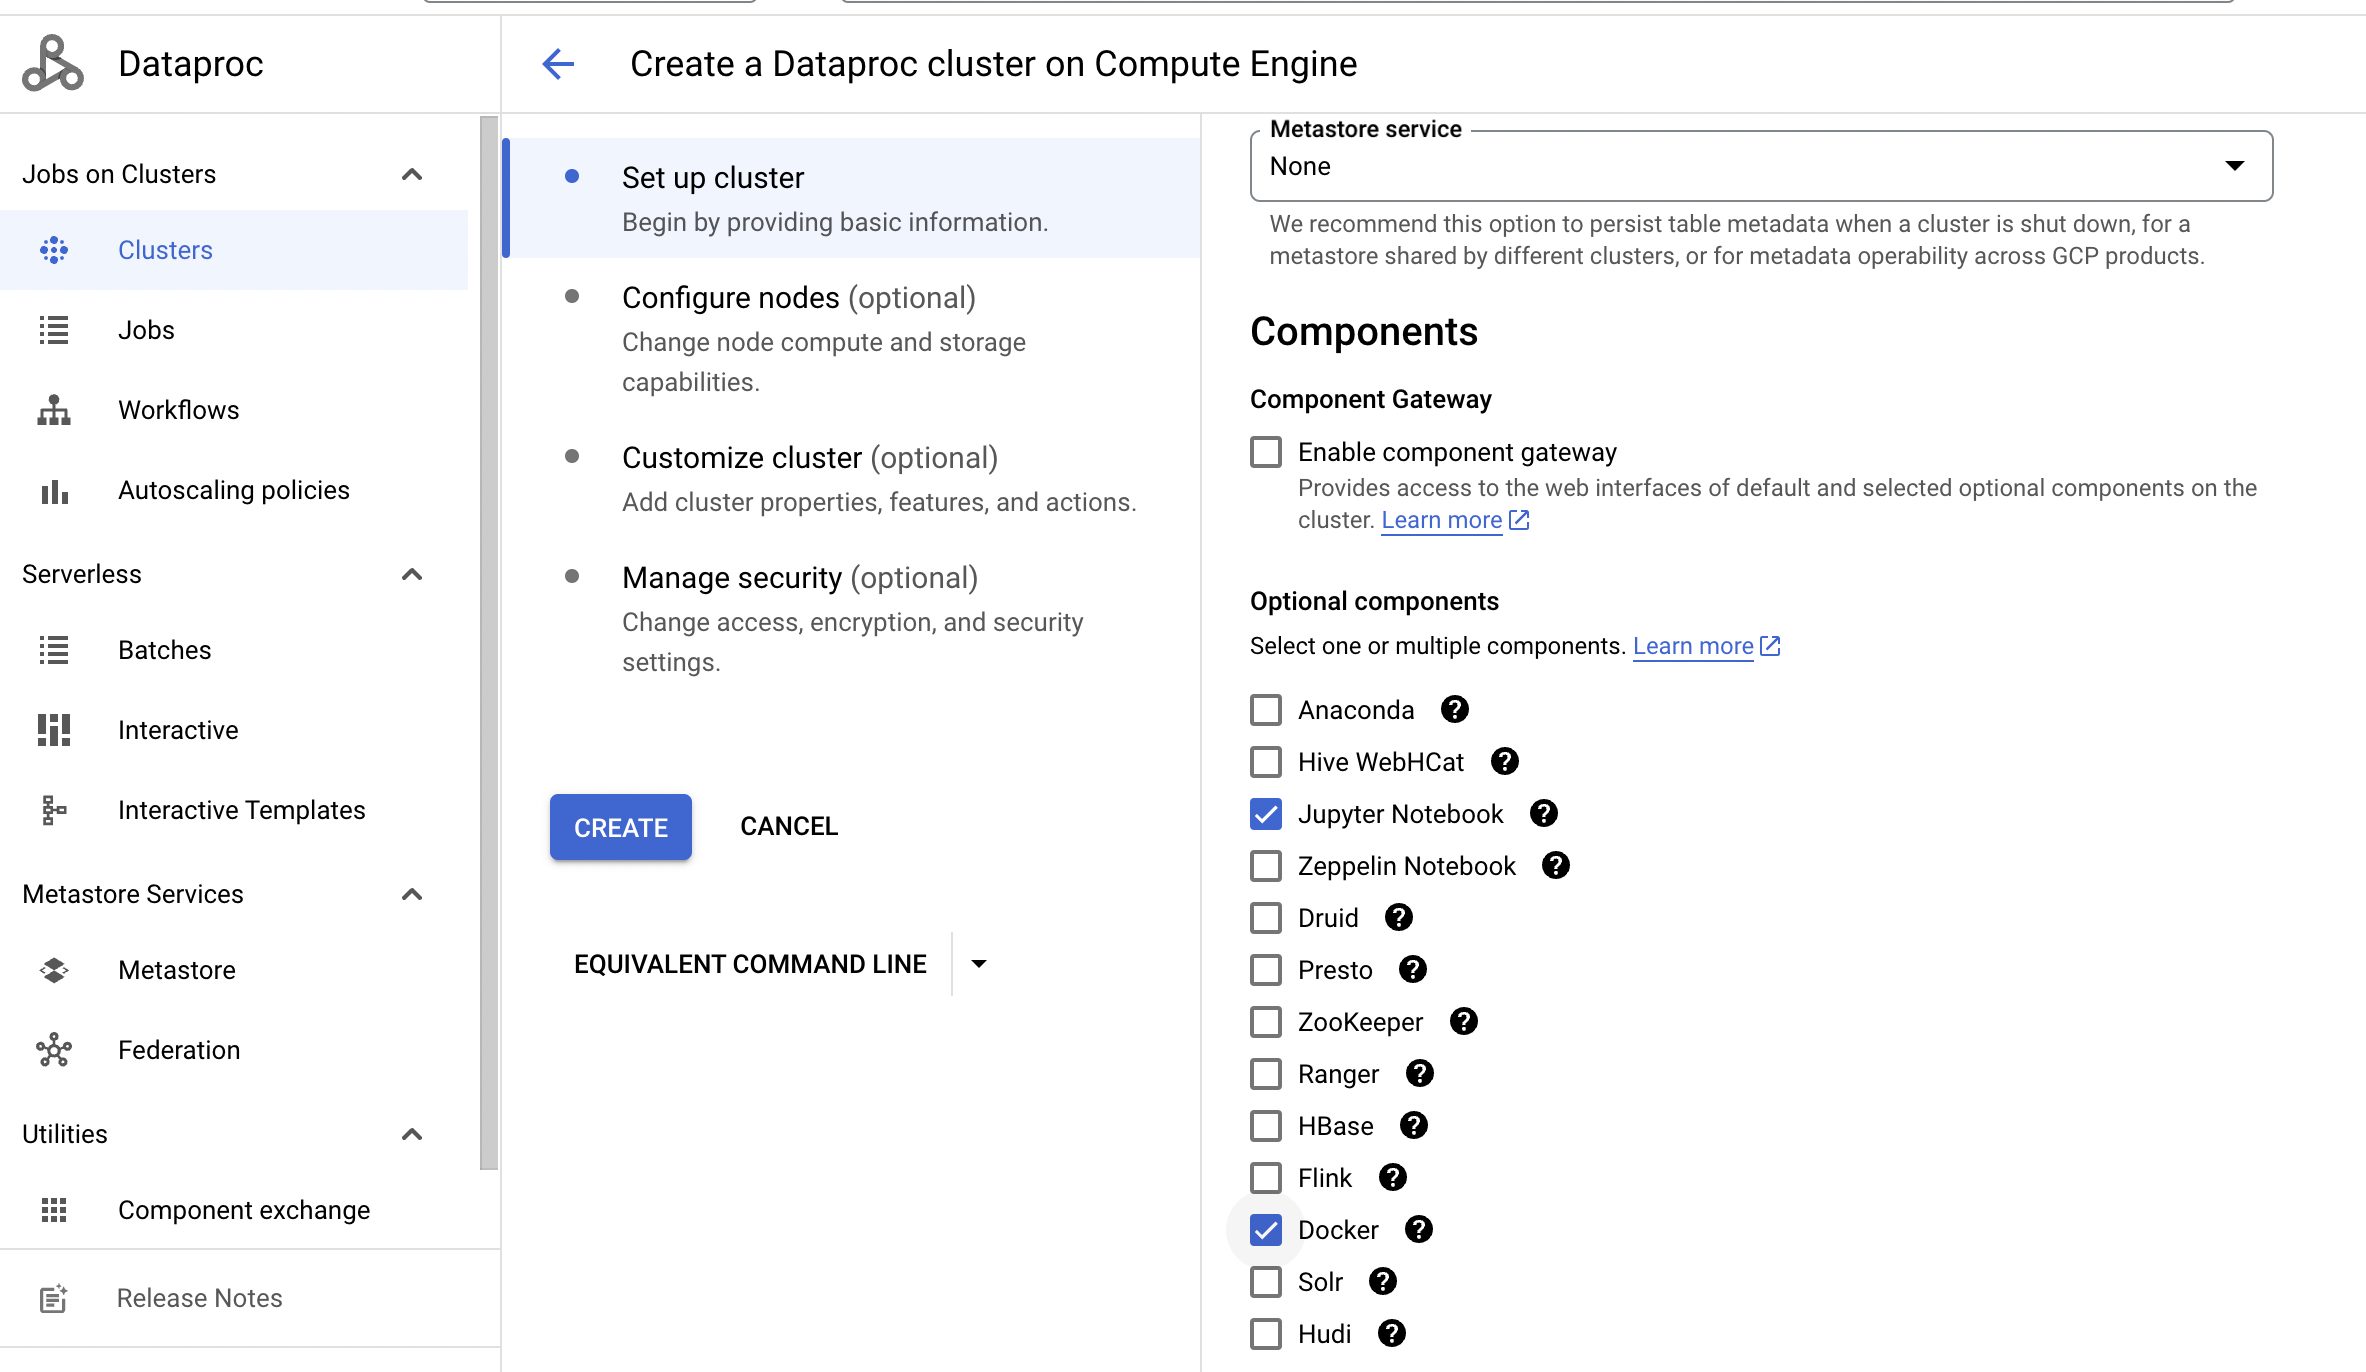 Dataproc
Create a Dataproc cluster on Compute Engine
Jobs on Clusters
Clusters
Jobs
Workflows
Autoscaling policies
Serverless
Batches
Interactive
Interactive Templates
Metastore Services
Metastore
Federation
Utilities
Component exchange
Release Notes
Set up cluster
Begin by providing basic information.
Configure nodes (optional)
Change node compute and storage
capabilities.
Customize cluster (optional)
Add cluster properties, features, and actions.
Manage security (optional)
Change access, encryption, and security
settings.
CREATE CANCEL
EQUIVALENT COMMAND LINE
Metastore service
None
We recommend this option to persist table metadata when a cluster is shut down, for a
metastore shared by different clusters, or for metadata operability across GCP products.
Components
Component Gateway
Enable component gateway
Provides access to the web interfaces of default and selected optional components on the
cluster. Learn more
Optional components
Select one or multiple components. Learn more
Anaconda ?
Hive WebHCat ?
Jupyter Notebook ?
Zeppelin Notebook ?
Druid ?
Presto ?
ZooKeeper ?
Ranger ?
HBase ?
Flink ?
Docker ?
Solr ?
Hudi ?